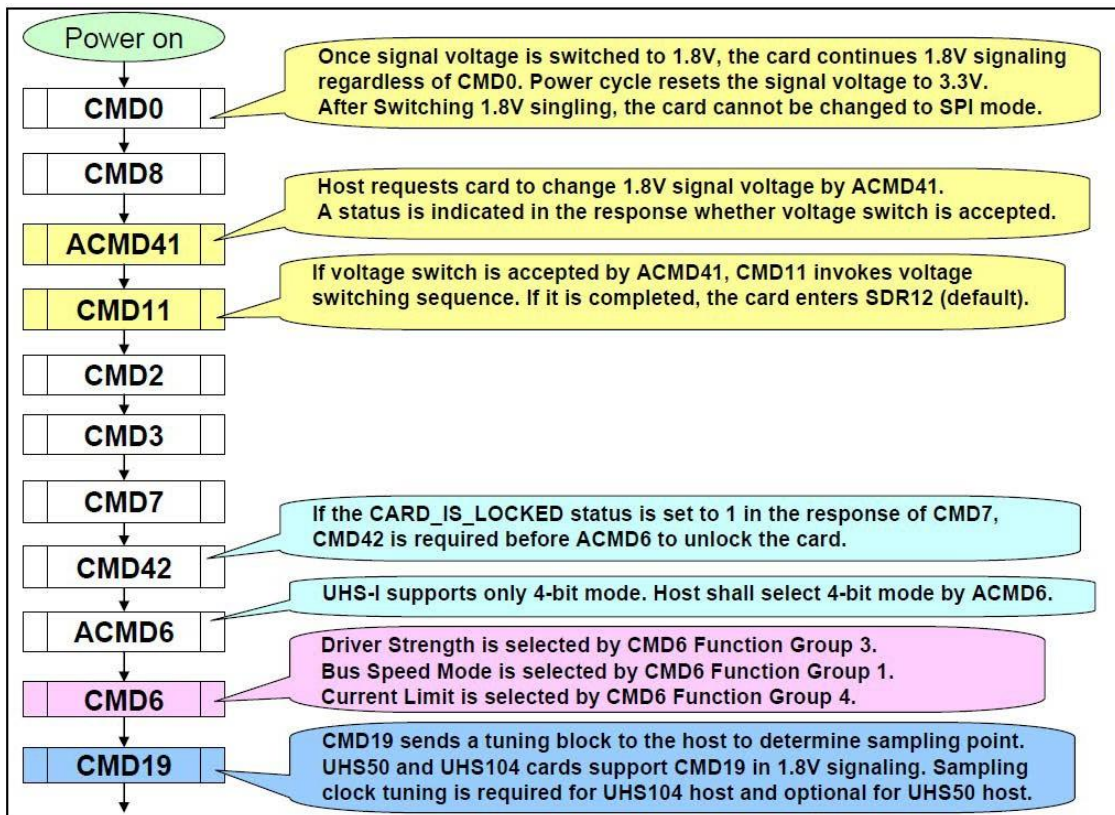 Power on
CMD0
Once signal voltage is switched to 1.8V, the card continues 1.8V signaling
regardless of CMD0. Power cycle resets the signal voltage to 3.3V.
After Switching 1.8V singling, the card cannot be changed to SPI mode.
CMD8
ACMD41
Host requests card to change 1.8V signal voltage by ACMD41.
A status is indicated in the response whether voltage switch is accepted.
CMD11
If voltage switch is accepted by ACMD41, CMD11 invokes voltage
switching sequence. If it is completed, the card enters SDR12 (default).
CMD2
CMD3
CMD7
CMD42
If the CARD_IS_LOCKED status is set to 1 in the response of CMD7,
CMD42 is required before ACMD6 to unlock the card.
ACMD6
UHS-I supports only 4-bit mode. Host shall select 4-bit mode by ACMD6.
CMD6
Driver Strength is selected by CMD6 Function Group 3.
Bus Speed Mode is selected by CMD6 Function Group 1.
Current Limit is selected by CMD6 Function Group 4.
CMD19
CMD19 sends a tuning block to the host to determine sampling point.
UHS50 and UHS104 cards support CMD19 in 1.8V signaling. Sampling
clock tuning is required for UHS104 host and optional for UHS50 host.